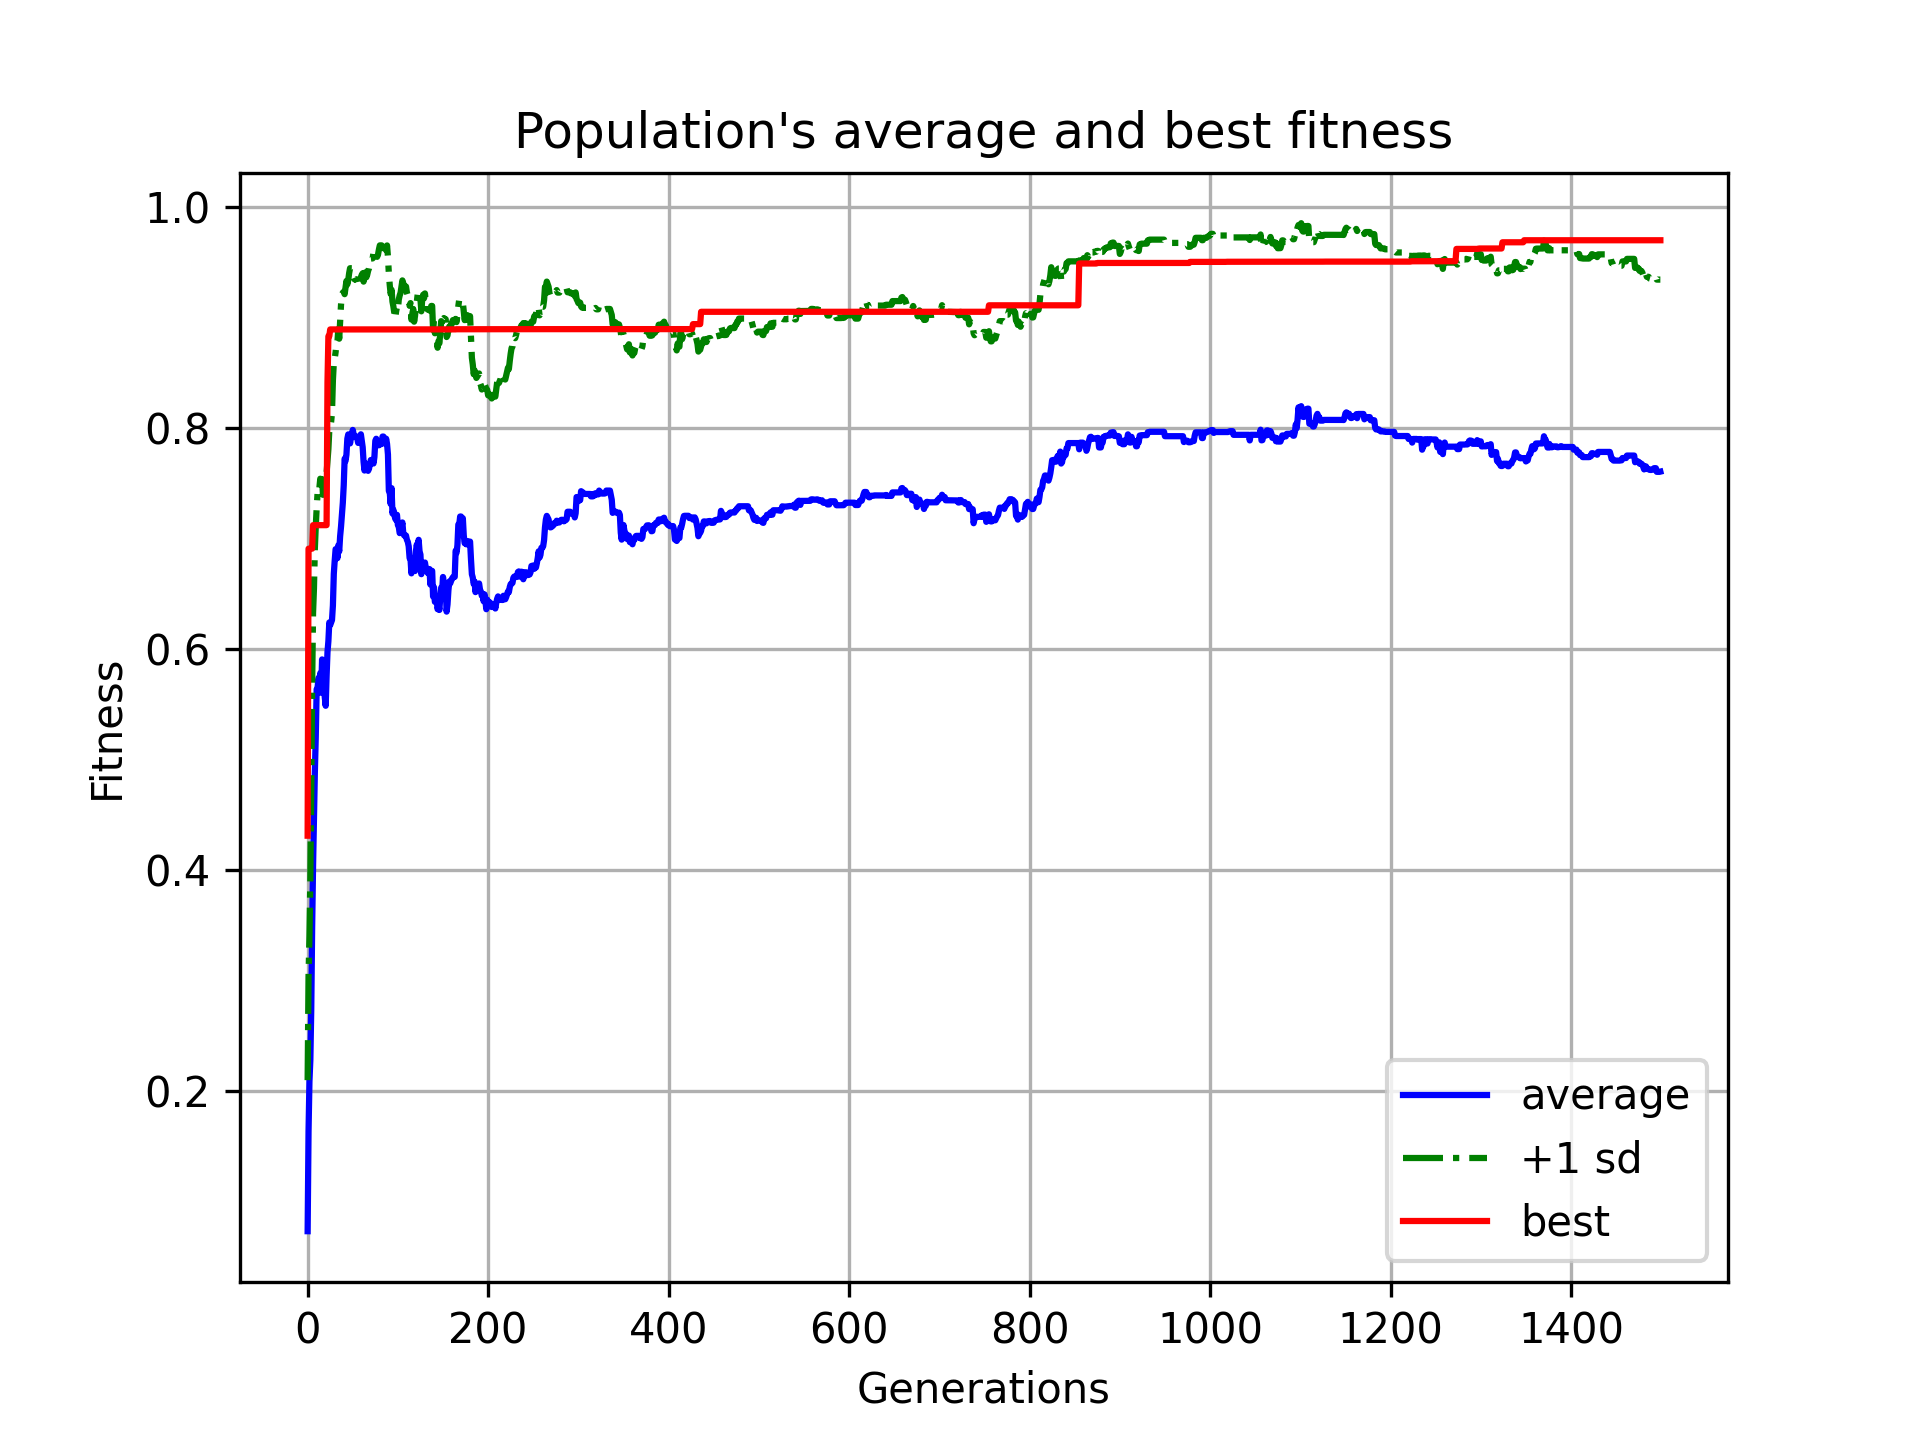 Population's average and best fitness
1.0
0.8
0.6
0.4
0.2
Fitness
0 200 400 600 800 1000 1200 1400
Generations
average
+1 sd
best